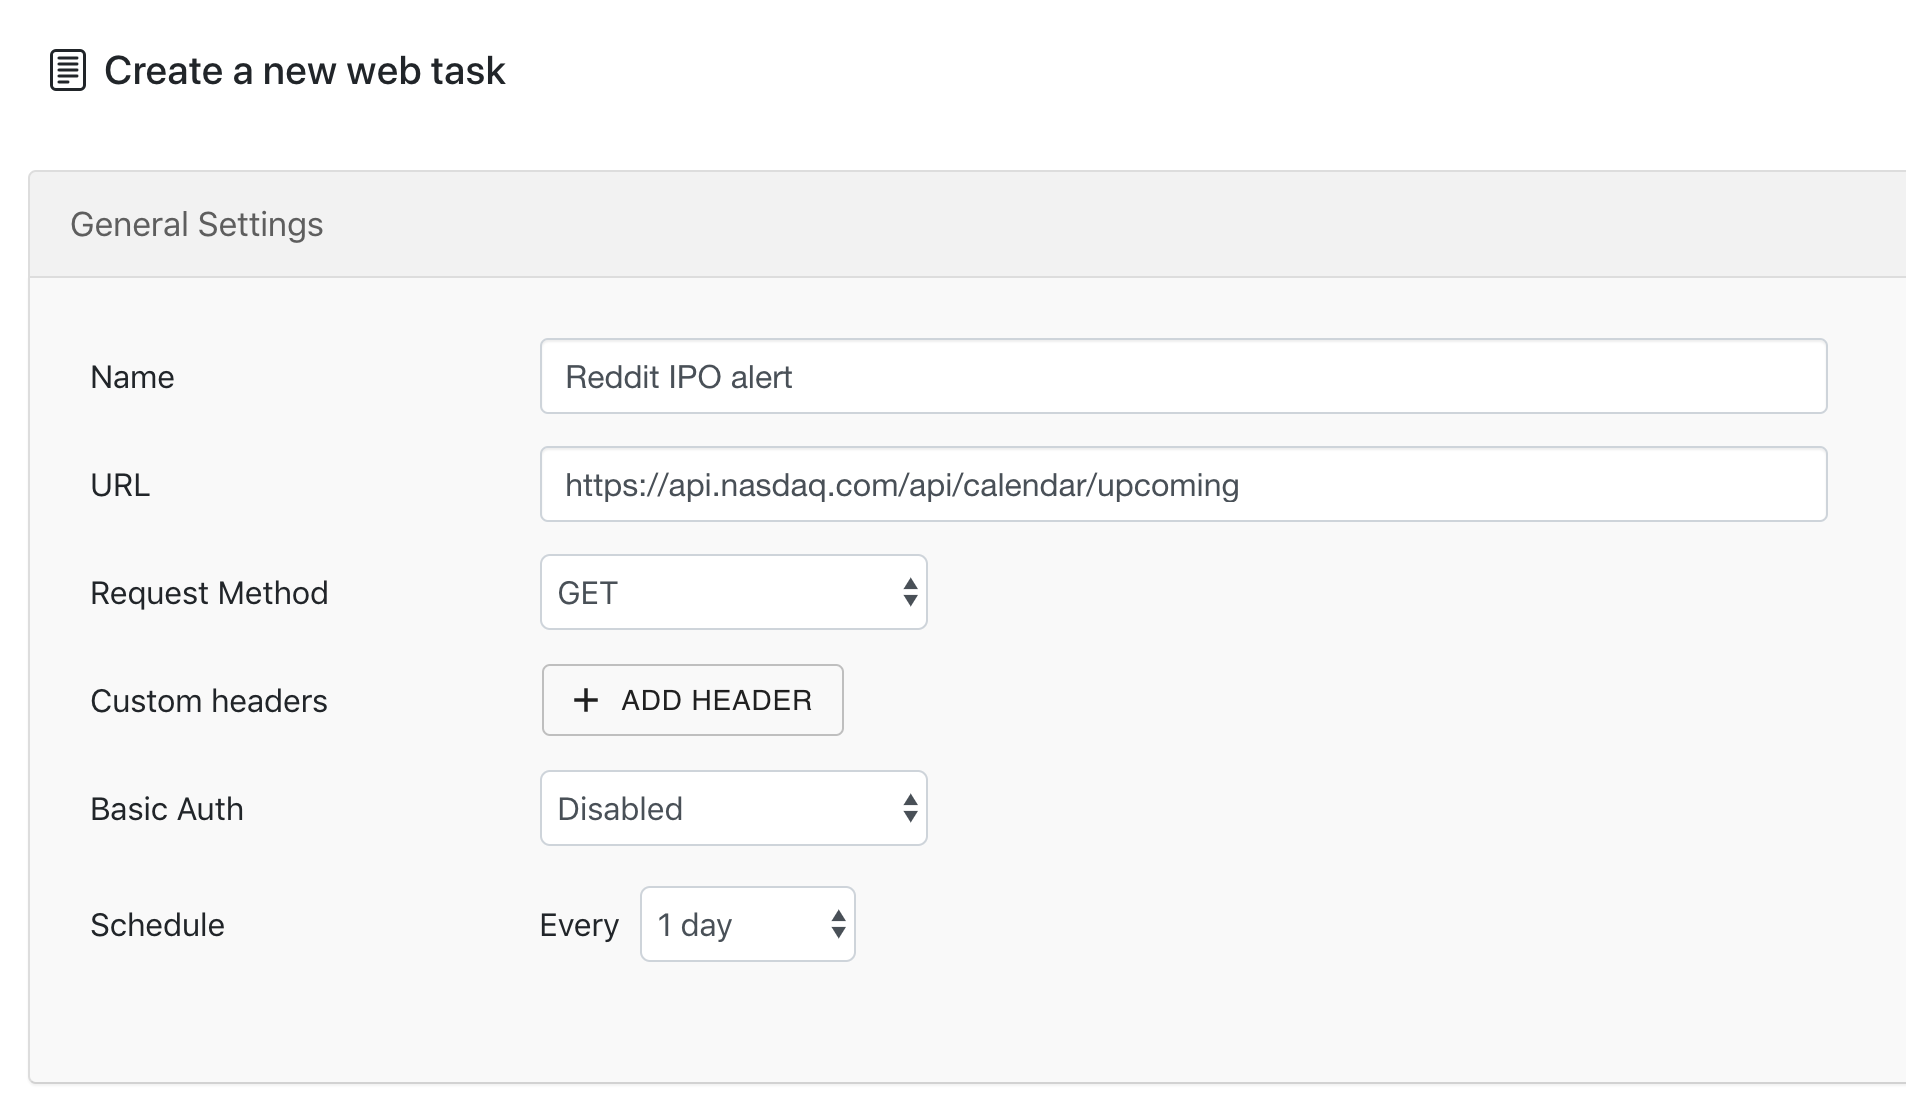 Create a new web task
General Settings
Name
Reddit IPO alert
URL
https://api.nasdaq.com/api/calendar/upcoming
Request Method
GET
Custom headers
+ ADD HEADER
Basic Auth
Disabled
Schedule
Every 1 day